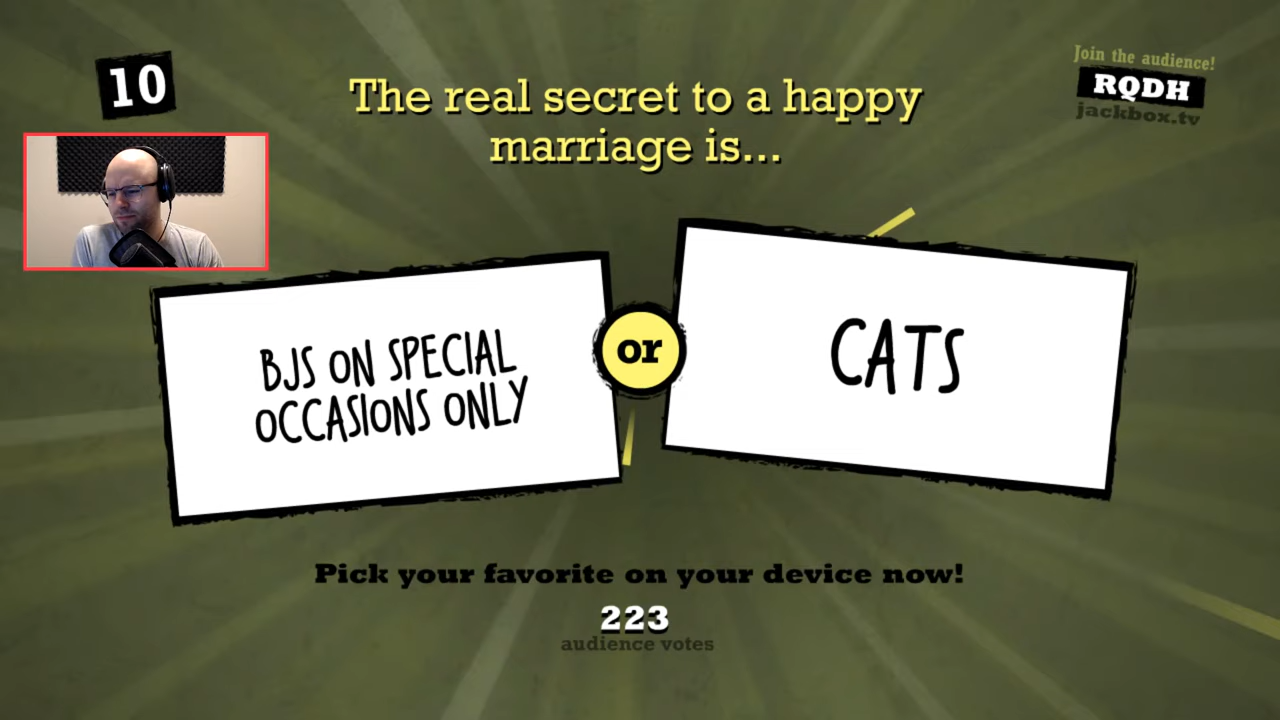 10
The real secret to a happy
marriage is...
Join the audience!
RQDH
jackbox.tv
BJS ON SPECIAL
OCCASIONS ONLY
or
CATS
Pick your favorite on your device now!
223
audience votes